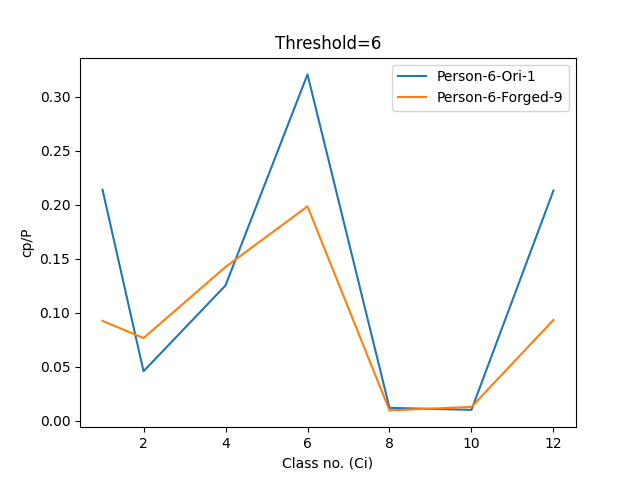 Threshold=6
Person-6-Ori-1
Person-6-Forged-9
cp/P
0.30
0.25
0.20
0.15
0.10
0.05
0.00
2 4 6 8 10 12
Class no. (Ci)